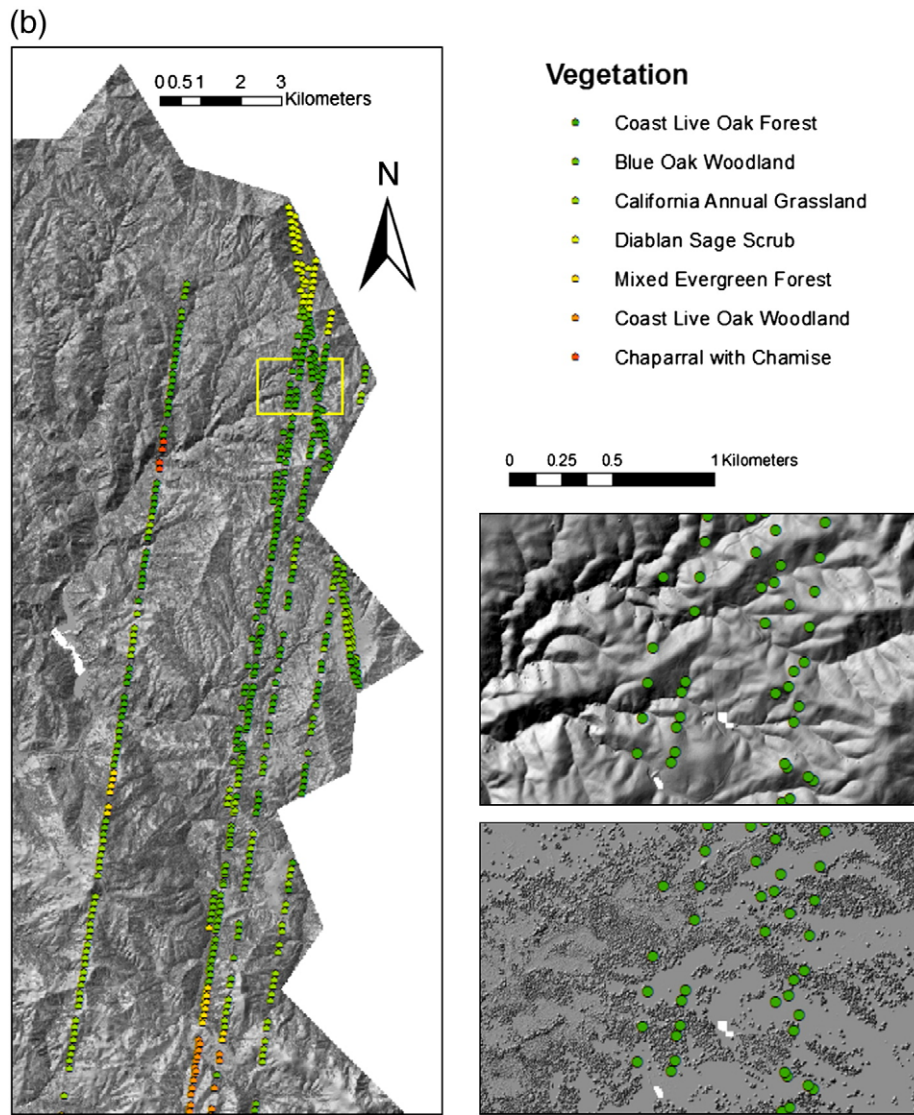 (b)
0 0.5 1 2 3
Kilometers
N
Vegetation
Coast Live Oak Forest
Blue Oak Woodland
California Annual Grassland
Diablan Sage Scrub
Mixed Evergreen Forest
Coast Live Oak Woodland
Chaparral with Chamise
0 0.25 0.5 1 Kilometers